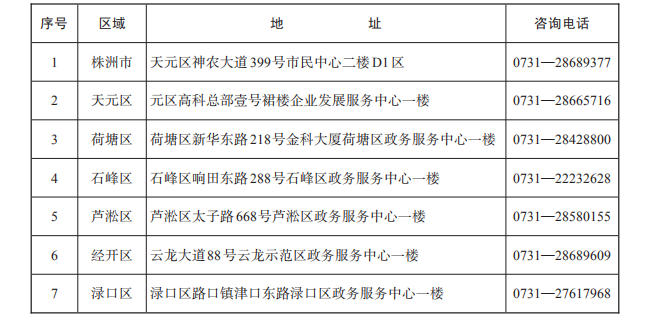 序号 区域 地 址 咨询电话
1 株洲市 天元区神农大道399号市民中心二楼D1区 0731—28689377
2 天元区 元区高科总部壹号裙楼企业发展服务中心一楼 0731—28665716
3 荷塘区 荷塘区新华东路218号金科大厦荷塘区政务服务中心一楼 0731—28428800
4 石峰区 石峰区响田东路288号石峰区政务服务中心一楼 0731—22232628
5 芦淞区 芦淞区太子路668号芦淞区政务服务中心一楼 0731—28580155
6 经开区 云龙大道88号云龙示范区政务服务中心一楼 0731—28689609
7 渌口区 渌口区路口镇津口东路渌口区政务服务中心一楼 0731—27617968